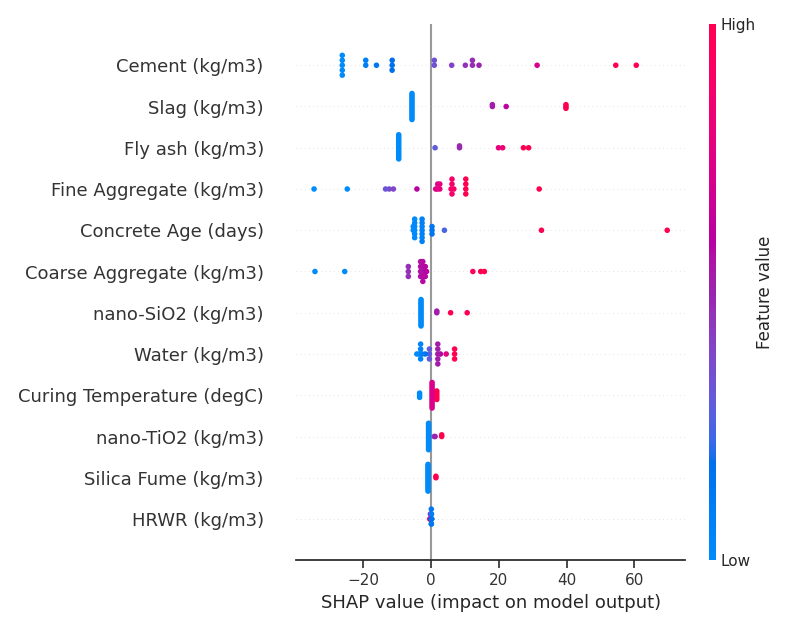 High
Cement (kg/m3)
Slag (kg/m3)
Fly ash (kg/m3)
Fine Aggregate (kg/m3)
Concrete Age (days)
Coarse Aggregate (kg/m3)
nano-SiO2 (kg/m3)
Water (kg/m3)
Curing Temperature (degC)
nano-TiO2 (kg/m3)
Silica Fume (kg/m3)
HRWR (kg/m3)
Feature value
Low
−20 0 20 40 60
SHAP value (impact on model output)